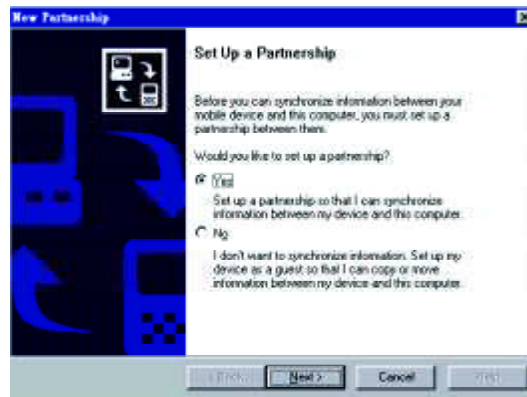 New Partnership
Set Up a Partnership
Before you can synchronize information between your
mobile device and this computer, you must set up a
partnership between them.
Would you like to set up a partnership?
Yes
Set up a partnership so that I can synchronize
information between my device and this computer.
No
I don't want to synchronize information. Set up my
device as a guest so that I can copy or move
information between my device and this computer.
< Back Next > Cancel Help